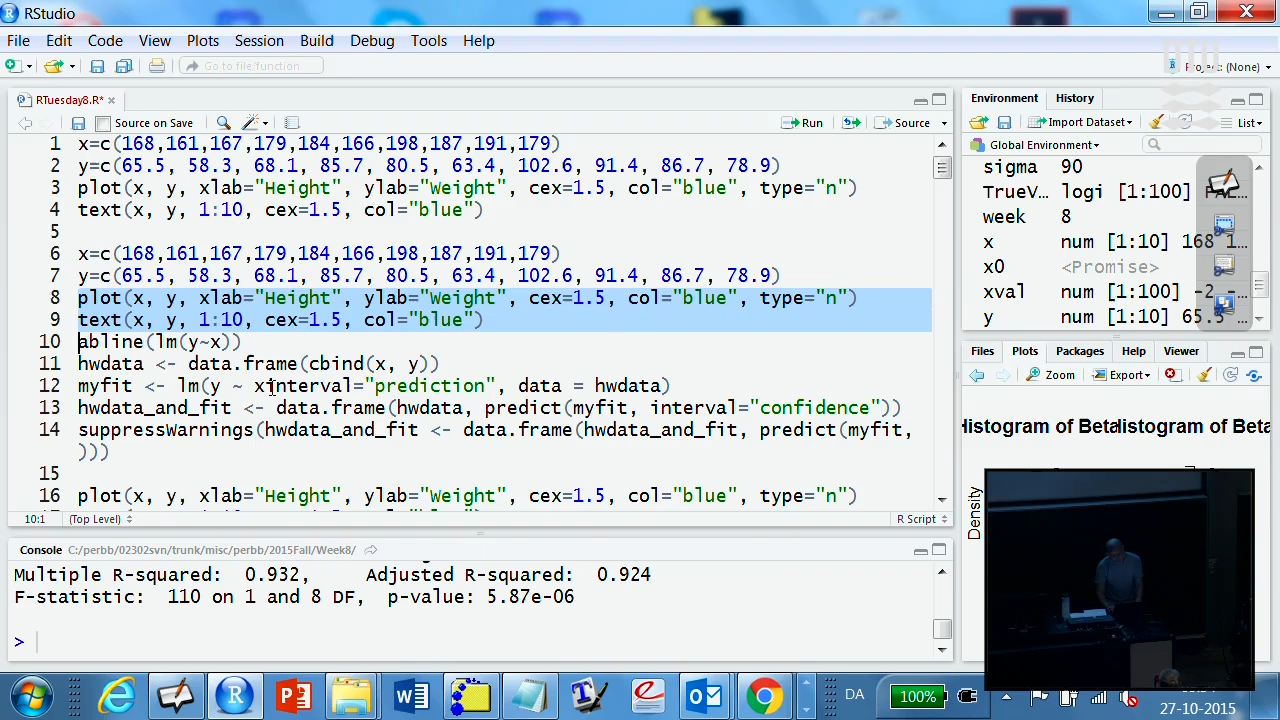 RStudio
File Edit Code View Plots Session Build Debug Tools Help
Go to file/function
Project: (None)
RTuesday8.R*
Source on Save
Run
Source
1 x=c(168,161,167,179,184,166,198,187,191,179)
2 y=c(65.5, 58.3, 68.1, 85.7, 80.5, 63.4, 102.6, 91.4, 86.7, 78.9)
3 plot(x, y, xlab="Height", ylab="Weight", cex=1.5, col="blue", type="n")
4 text(x, y, 1:10, cex=1.5, col="blue")
5
6 x=c(168,161,167,179,184,166,198,187,191,179)
7 y=c(65.5, 58.3, 68.1, 85.7, 80.5, 63.4, 102.6, 91.4, 86.7, 78.9)
8 plot(x, y, xlab="Height", ylab="Weight", cex=1.5, col="blue", type="n")
9 text(x, y, 1:10, cex=1.5, col="blue")
10 abline(lm(y~x))
11 hwdata <- data.frame(cbind(x, y))
12 myfit <- lm(y ~ xinterval="prediction", data = hwdata)
13 hwdata_and_fit <- data.frame(hwdata, predict(myfit, interval="confidence"))
14 suppressWarnings(hwdata_and_fit <- data.frame(hwdata_and_fit, predict(myfit,
)))
15
16 plot(x, y, xlab="Height", ylab="Weight", cex=1.5, col="blue", type="n")
10:1 (Top Level) R Script
Console C:/perbb/02302svn/trunk/misc/perbb/2015Fall/Week8/
Multiple R-squared:  0.932,     Adjusted R-squared:  0.924
F-statistic:  110 on 1 and 8 DF,  p-value: 5.87e-06
>
Environment History
Import Dataset List
Global Environment
sigma 90
TrueV… logi [1:100]
week 8
x num [1:10] 168 1…
x0 <Promise>
xval num [1:100] -2 …
y num [1:10] 65.5 …
Files Plots Packages Help Viewer
Zoom Export
Histogram of Beta Histogram of Beta
Density
DA 100%
27-10-2015